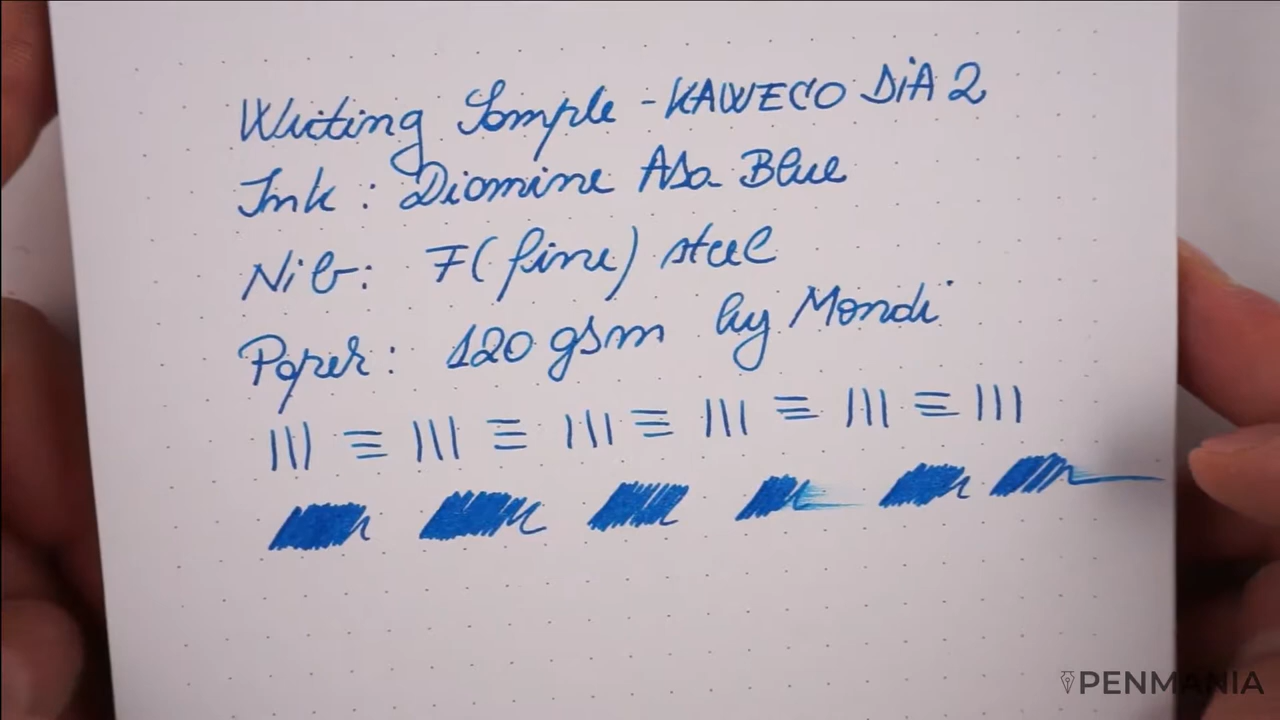 Writing Sample - KAWECO DiA 2
Ink : Diamine Asa Blue
Nib: F (fine) steel
Paper: 120 gsm by Mondi
PENMANIA